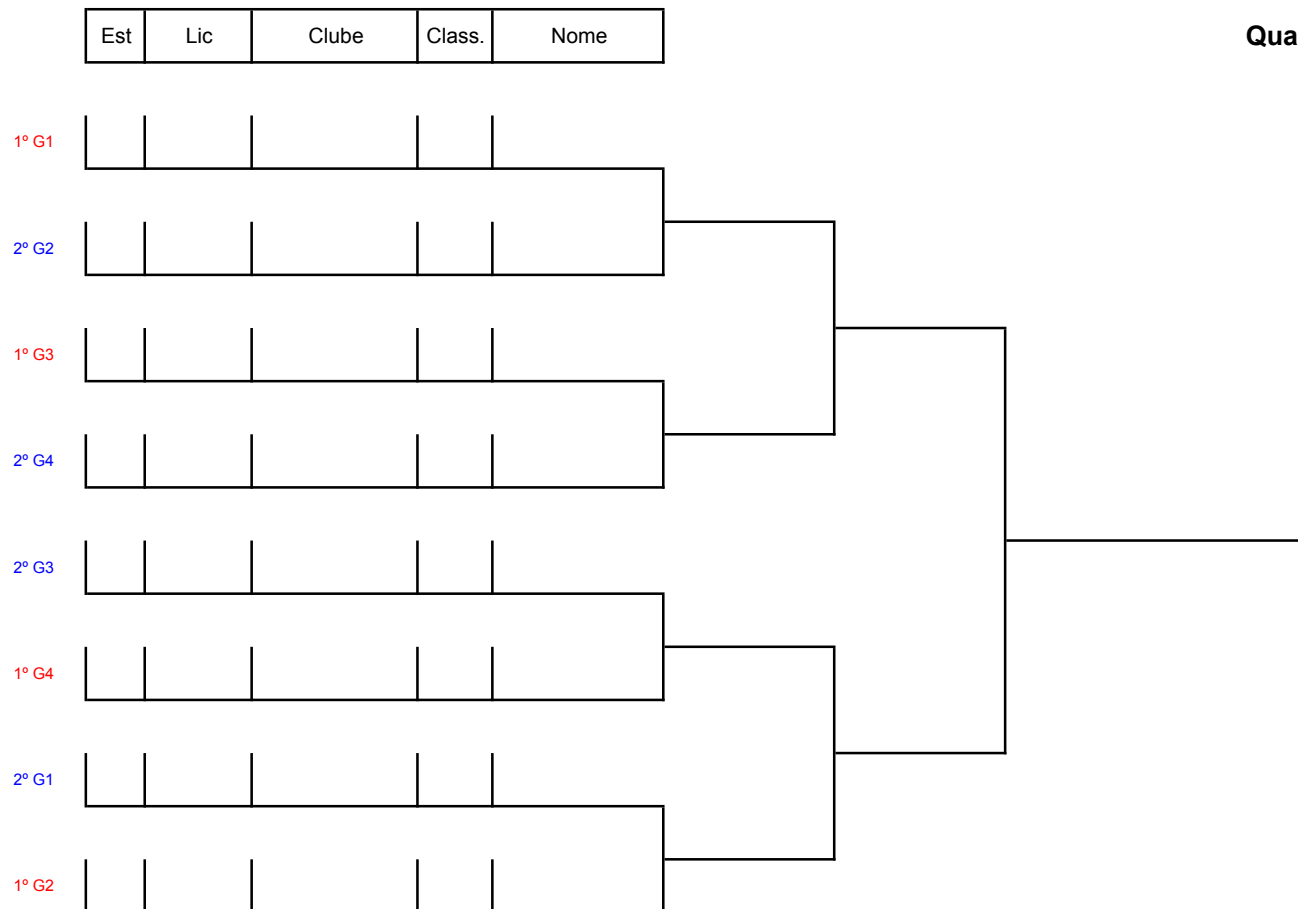 Est Lic Clube Class. Nome Qua
1º G1
2º G2
1º G3
2º G4
2º G3
1º G4
2º G1
1º G2